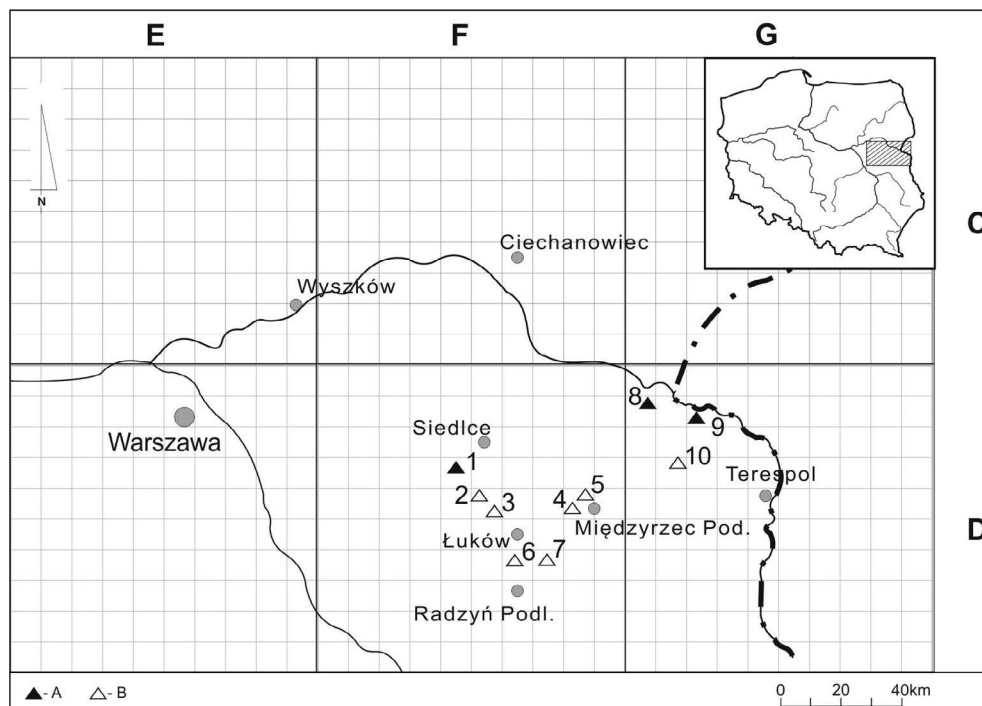 E F G
N
C
Ciechanowiec
Wyszków
8
9
Siedlce
Warszawa
1
10
Terespol
2
3
4
5
Międzyrzec Pod.
Łuków
6
7
D
Radzyń Podl.
- A - B
0 20 40km